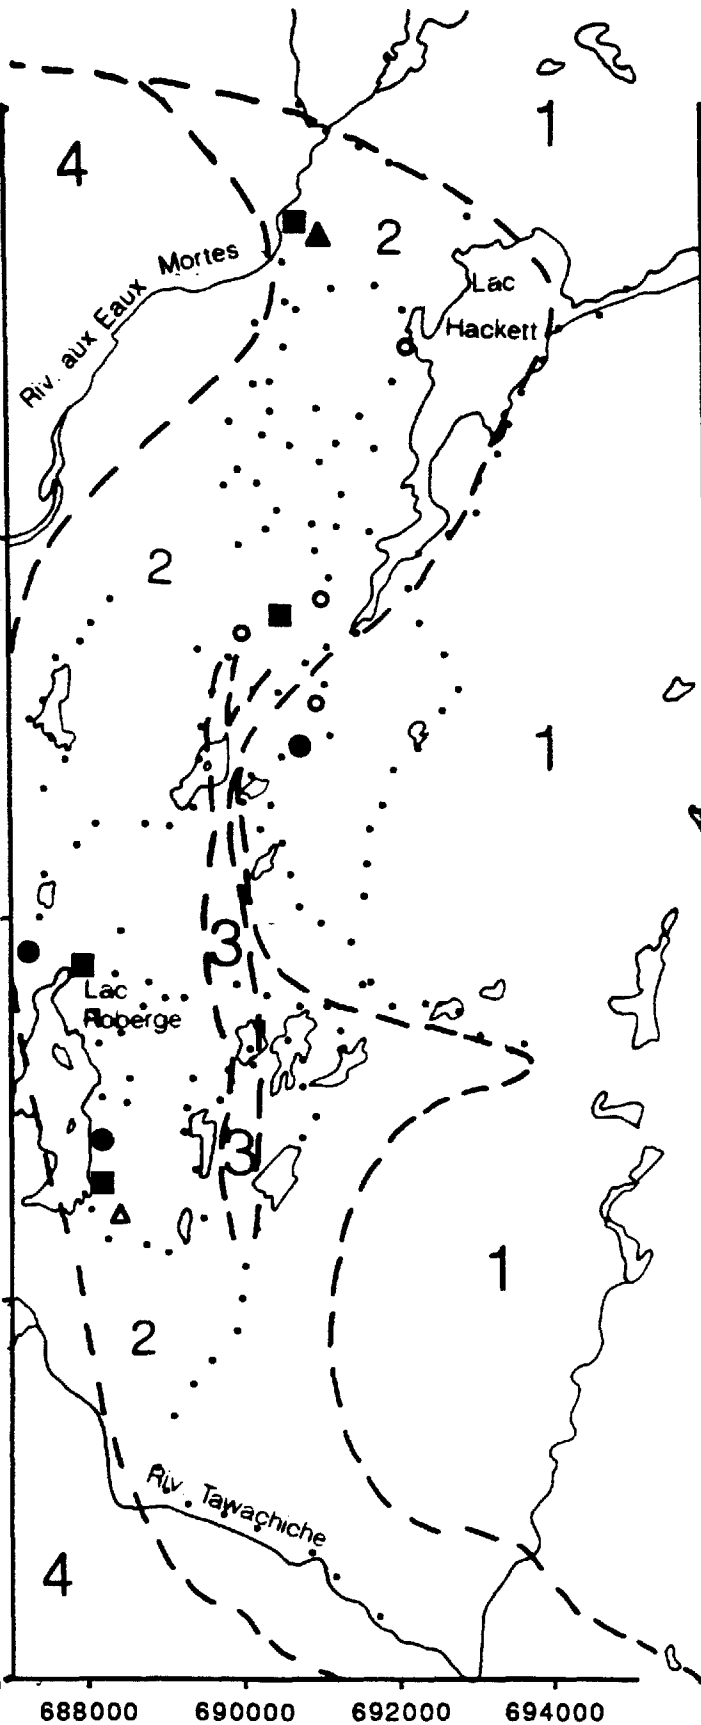 1
4
2
Riv. aux Eaux Mortes
Lac
Hackett
2
1
3
Lac
Roberge
3
1
2
Riv. Tawachiche
4
688000 690000 692000 694000